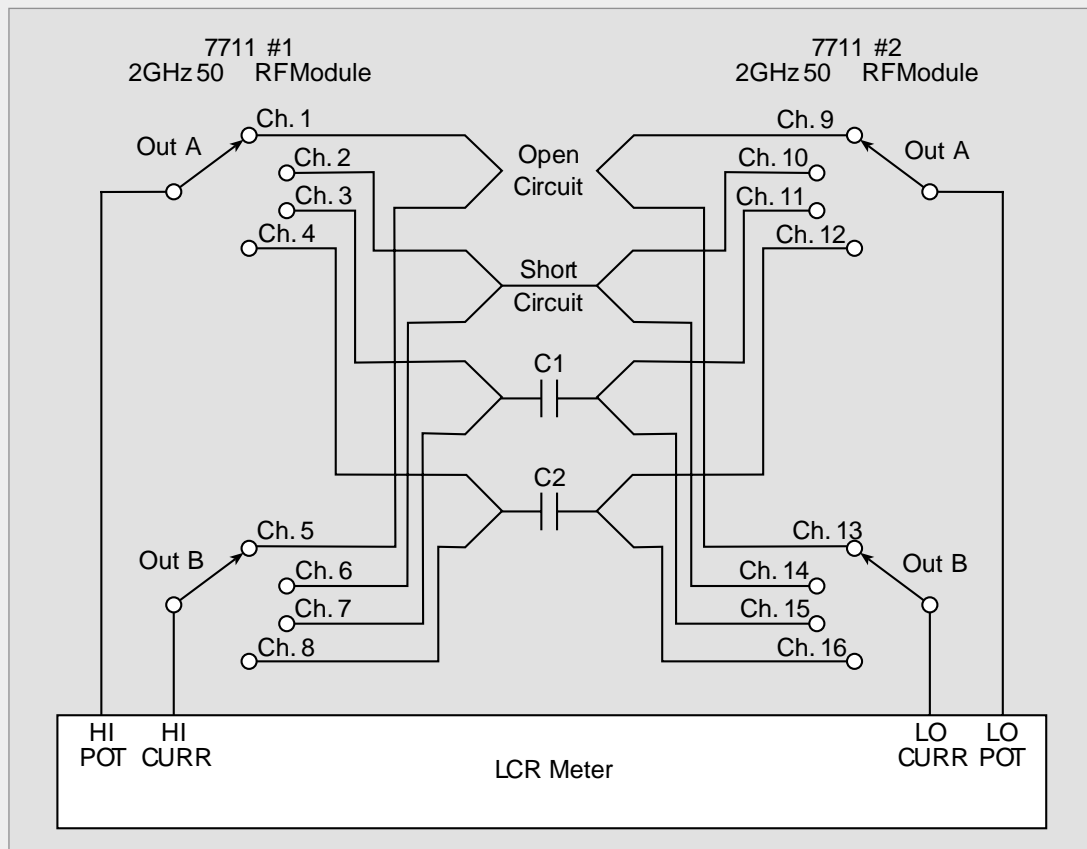 7711 #1
2GHz 50 RFModule
7711 #2
2GHz 50 RFModule
Out A
Ch. 1
Ch. 2
Ch. 3
Ch. 4
Open
Circuit
Short
Circuit
C1
C2
Ch. 9
Ch. 10
Ch. 11
Ch. 12
Out A
Out B
Ch. 5
Ch. 6
Ch. 7
Ch. 8
Ch. 13
Ch. 14
Ch. 15
Ch. 16
Out B
HI
POT
HI
CURR
LO
CURR
LO
POT
LCR Meter